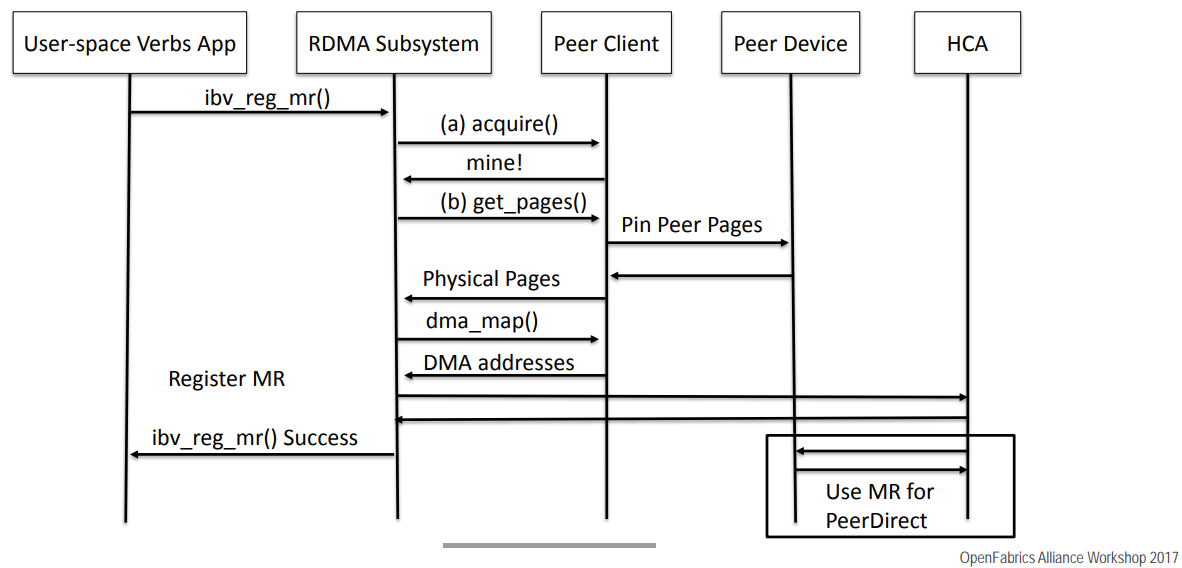 User-space Verbs App
RDMA Subsystem
Peer Client
Peer Device
HCA
ibv_reg_mr()
(a) acquire()
mine!
(b) get_pages()
Pin Peer Pages
Physical Pages
dma_map()
DMA addresses
Register MR
ibv_reg_mr() Success
Use MR for
PeerDirect
OpenFabrics Alliance Workshop 2017